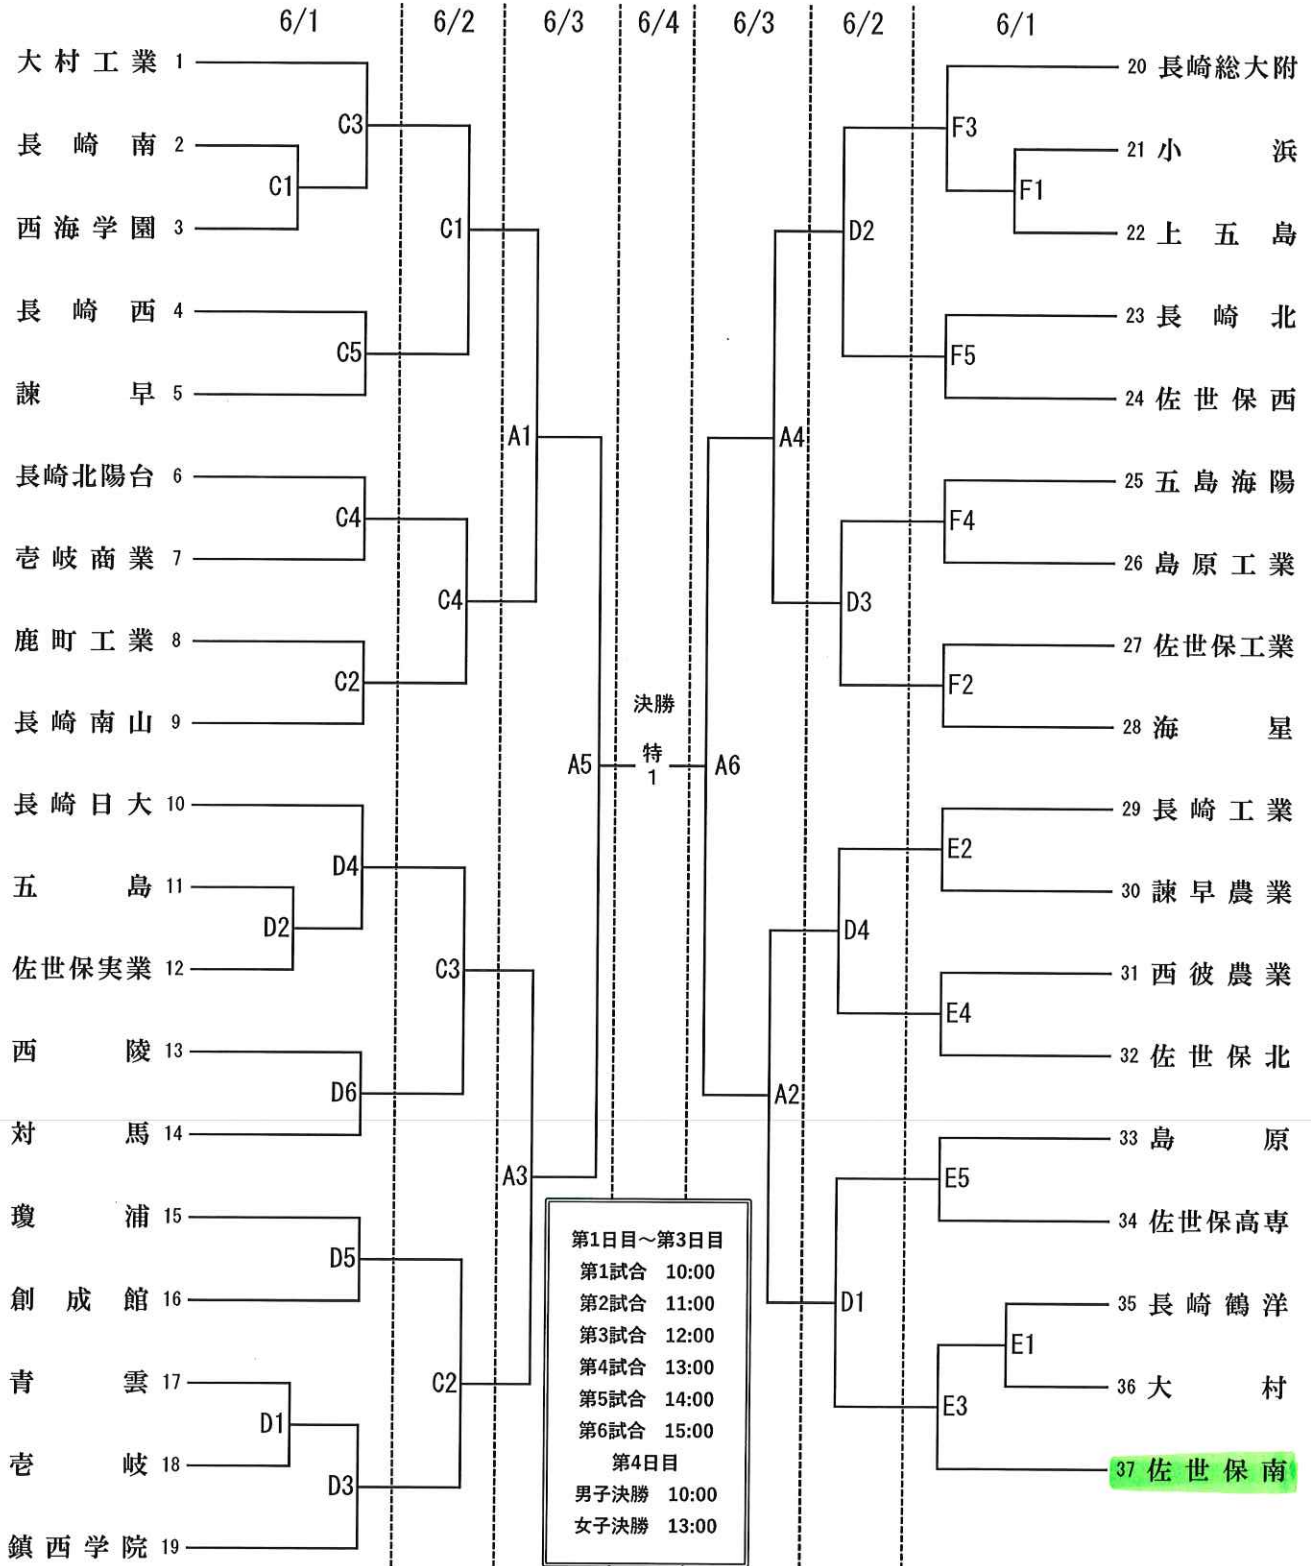 6/1 6/2 6/3 6/4 6/3 6/2 6/1
大村工業 1
長崎南 2
西海学園 3
長崎西 4
諫早 5
長崎北陽台 6
壱岐商業 7
鹿町工業 8
長崎南山 9
長崎日大 10
五島 11
佐世保実業 12
西陵 13
対馬 14
瓊浦 15
創成館 16
青雲 17
壱岐 18
鎮西学院 19
C3
C1
C5
C4
C2
D4
D2
D6
D5
D1
D3
C1
C4
C3
C2
A1
A3
A5
決勝
特
1
A6
A4
A2
D2
D3
D4
D1
F3
F1
F5
F4
F2
E2
E4
E5
E1
E3
20 長崎総大附
21 小浜
22 上五島
23 長崎北
24 佐世保西
25 五島海陽
26 島原工業
27 佐世保工業
28 海星
29 長崎工業
30 諫早農業
31 西彼農業
32 佐世保北
33 島原
34 佐世保高専
35 長崎鶴洋
36 大村
37 佐世保南
第1日目～第3日目
第1試合 10:00
第2試合 11:00
第3試合 12:00
第4試合 13:00
第5試合 14:00
第6試合 15:00
第4日目
男子決勝 10:00
女子決勝 13:00